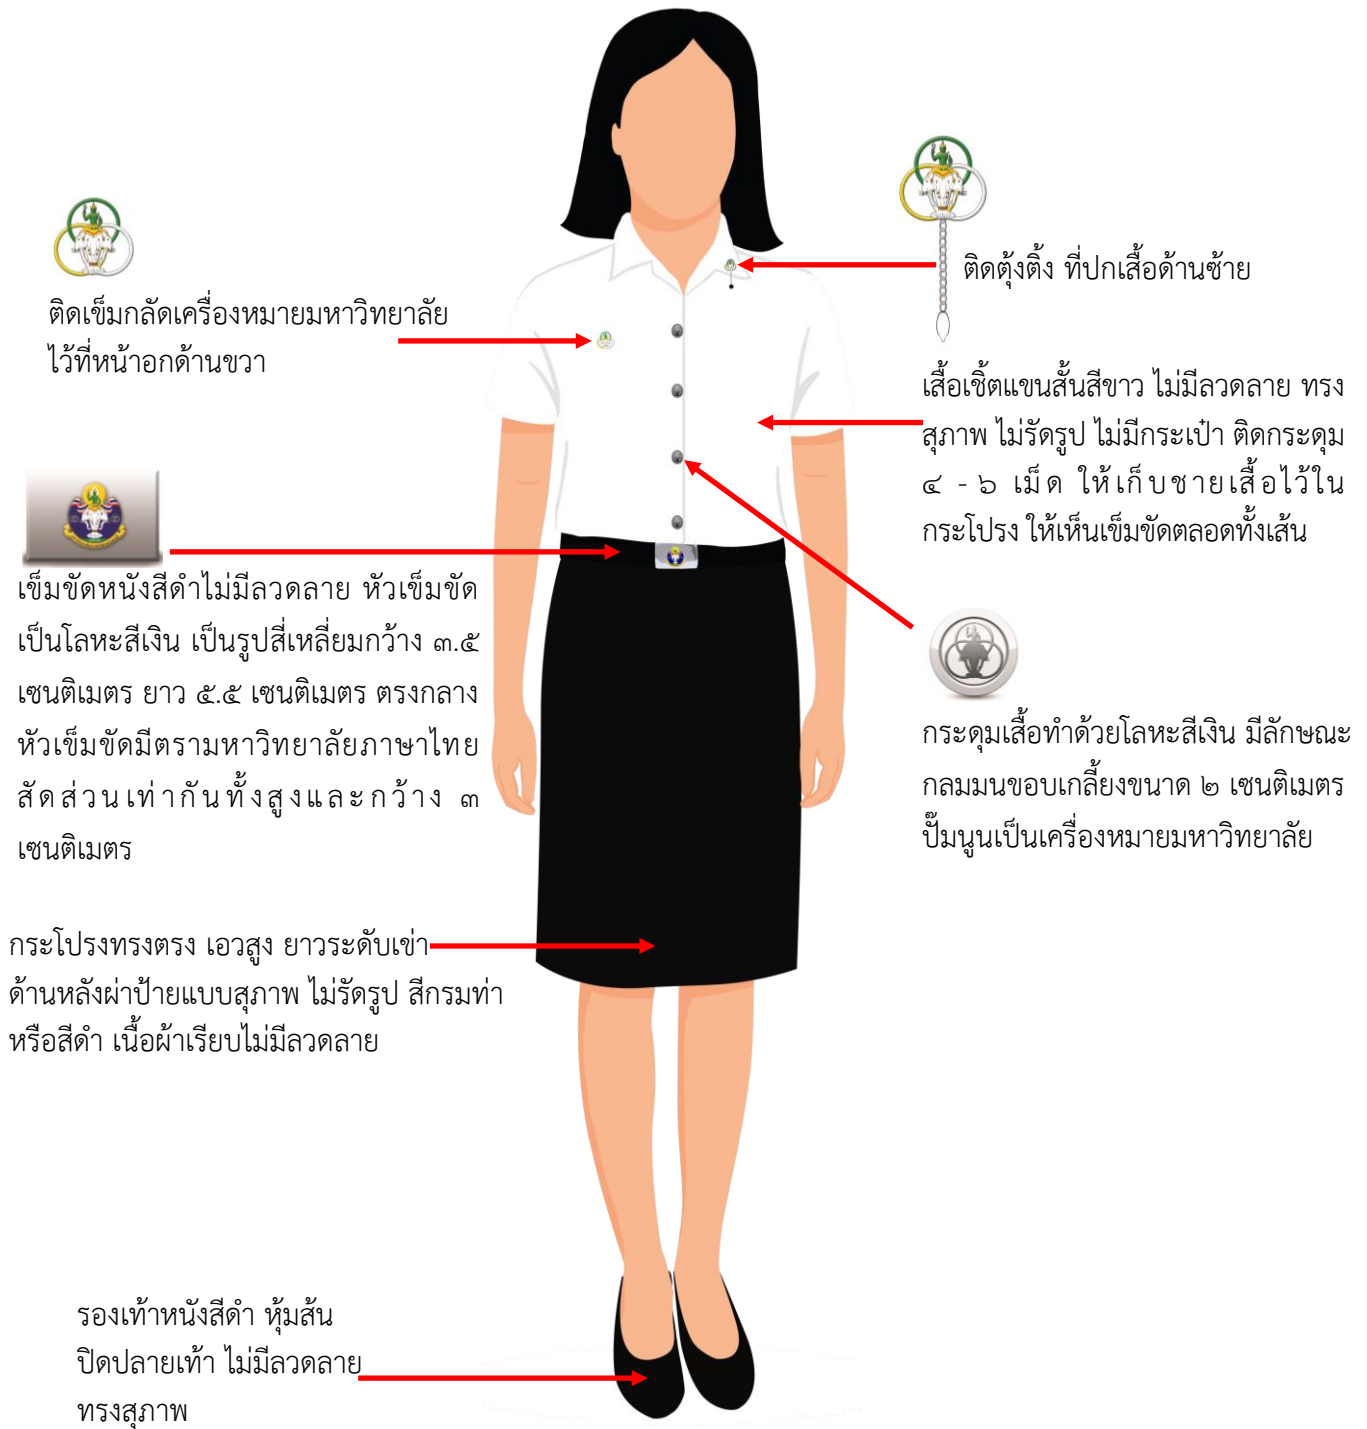 ติดเข็มกลัดเครื่องหมายมหาวิทยาลัย
ไว้ที่หน้าอกด้านขวา
ติดตุ้งติ้ง ที่ปกเสื้อด้านซ้าย
เสื้อเชิ้ตแขนสั้นสีขาว ไม่มีลวดลาย ทรง
สุภาพ ไม่รัดรูป ไม่มีกระเป๋า ติดกระดุม
๔ - ๖ เม็ด ให้เก็บชายเสื้อไว้ใน
กระโปรง ให้เห็นเข็มขัดตลอดทั้งเส้น
เข็มขัดหนังสีดำไม่มีลวดลาย หัวเข็มขัด
เป็นโลหะสีเงิน เป็นรูปสี่เหลี่ยมกว้าง ๓.๕
เซนติเมตร ยาว ๕.๕ เซนติเมตร ตรงกลาง
หัวเข็มขัดมีตรามหาวิทยาลัยภาษาไทย
สัดส่วนเท่ากันทั้งสูงและกว้าง ๓
เซนติเมตร
กระดุมเสื้อทำด้วยโลหะสีเงิน มีลักษณะ
กลมมนขอบเกลี้ยงขนาด ๒ เซนติเมตร
ปั๊มนูนเป็นเครื่องหมายมหาวิทยาลัย
กระโปรงทรงตรง เอวสูง ยาวระดับเข่า
ด้านหลังผ่าป้ายแบบสุภาพ ไม่รัดรูป สีกรมท่า
หรือสีดำ เนื้อผ้าเรียบไม่มีลวดลาย
รองเท้าหนังสีดำ หุ้มส้น
ปิดปลายเท้า ไม่มีลวดลาย
ทรงสุภาพ